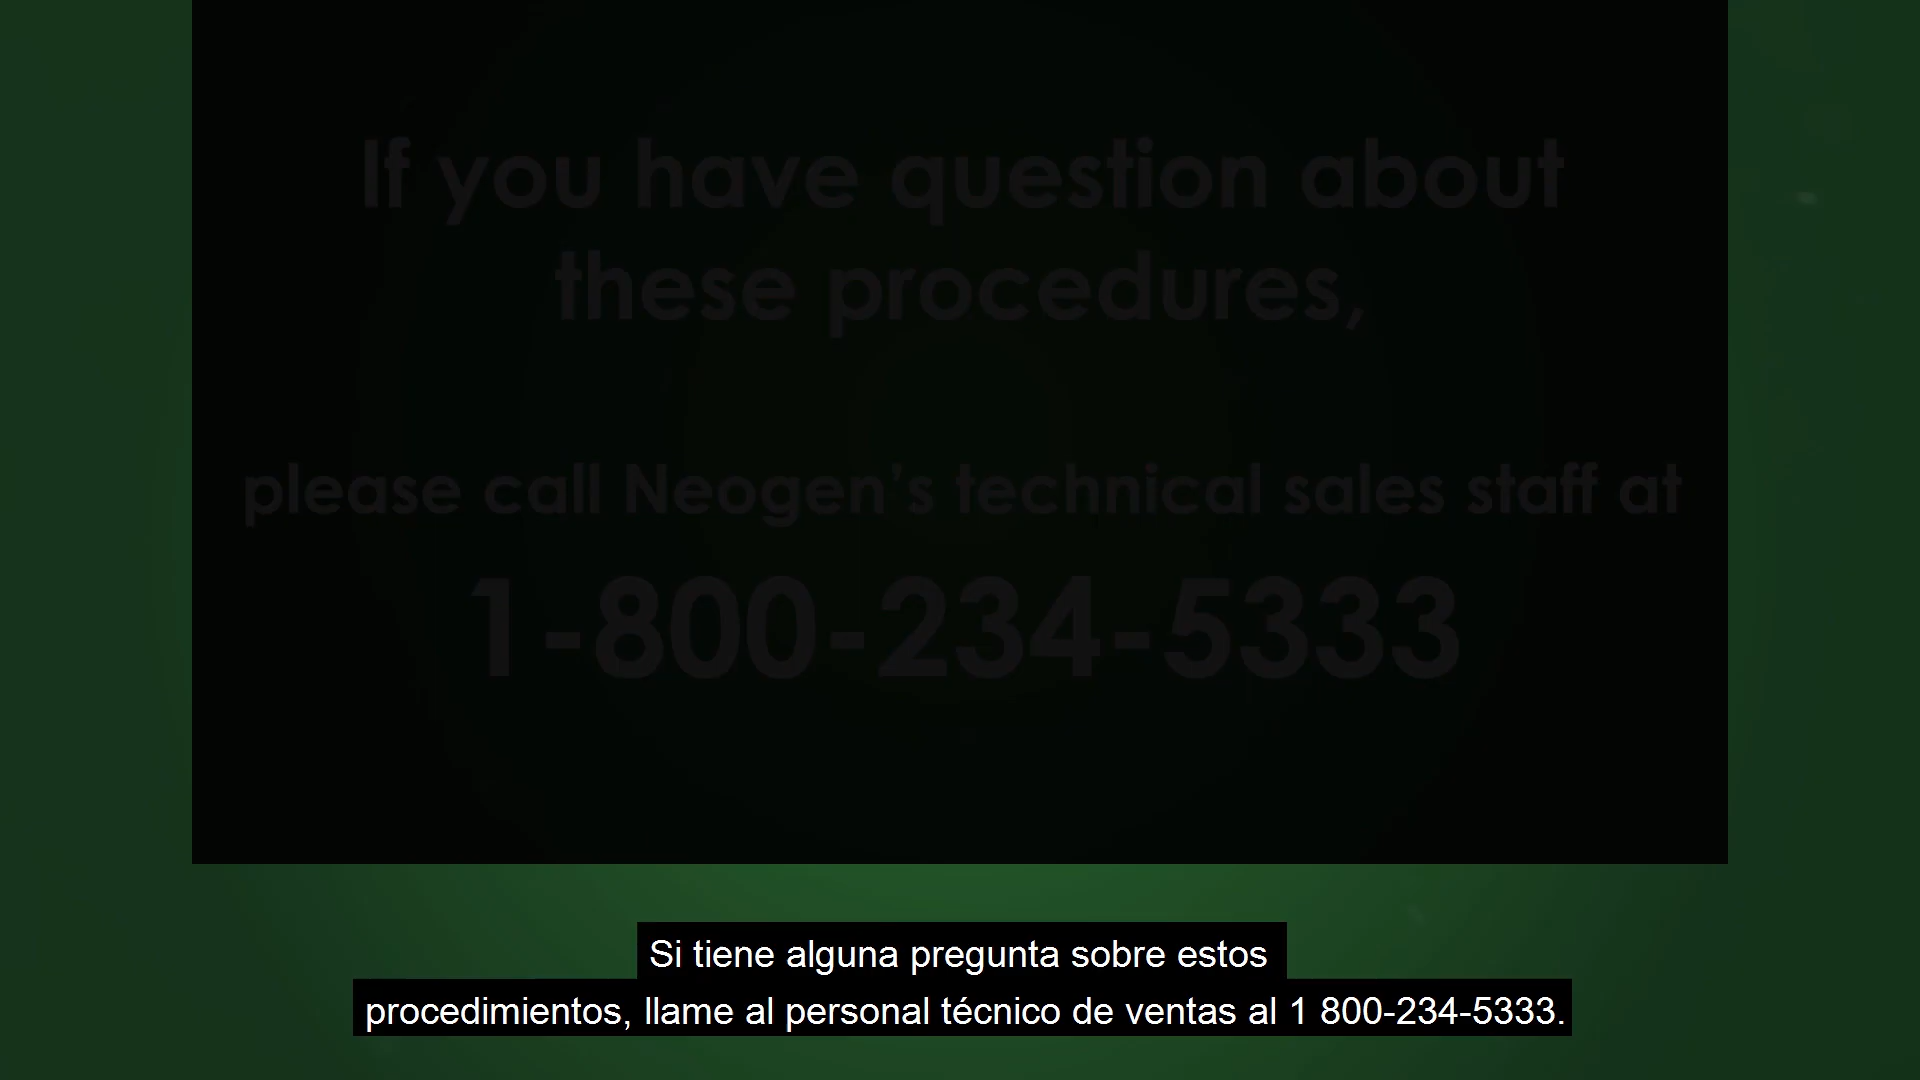 If you have question about
these procedures,
please call Neogen's technical sales staff at
1-800-234-5333
Si tiene alguna pregunta sobre estos
procedimientos, llame al personal técnico de ventas al 1 800-234-5333.